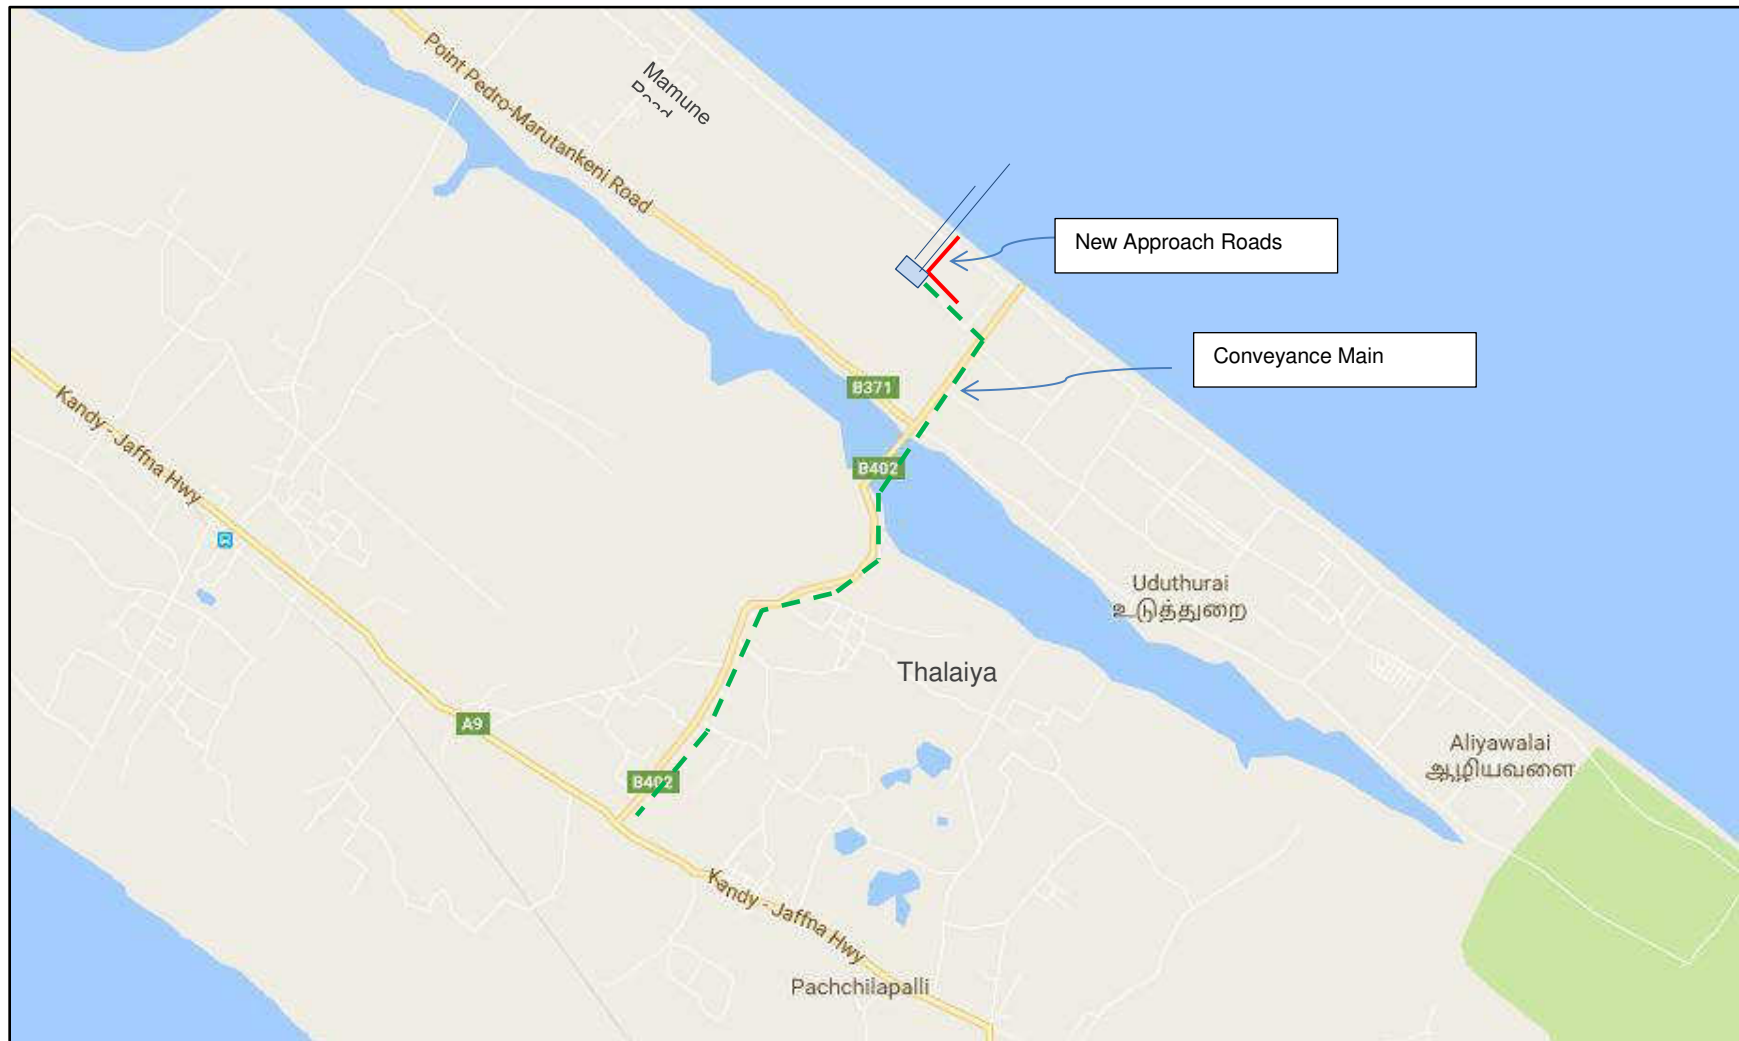 Point Pedro-Marutankeni Road
Mamune
Road
New Approach Roads
Conveyance Main
B371
Kandy - Jaffna Hwy
B402
Uduthurai
உடுத்துறை
Thalaiya
A9
Aliyawalai
ஆழியவளை
B402
Kandy - Jaffna Hwy
Pachchilapalli